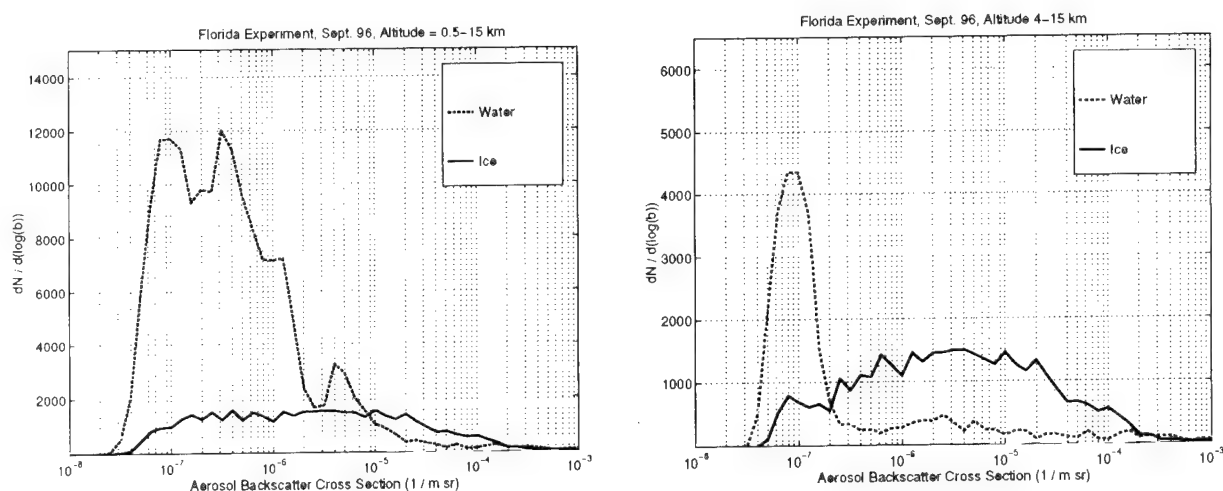 Florida Experiment, Sept. 96, Altitude = 0.5-15 km
14000
12000
10000
8000
6000
4000
2000
dN / d(log(b))
Water
Ice
10^-8
10^-7
10^-6
10^-5
10^-4
10^-3
Aerosol Backscatter Cross Section (1 / m sr)
Florida Experiment, Sept. 96, Altitude 4-15 km
6000
5000
4000
3000
2000
1000
0
dN / d(log(b))
Water
Ice
10^-8
10^-7
10^-6
10^-5
10^-4
10^-3
Aerosol Backscatter Cross Section (1 / m sr)